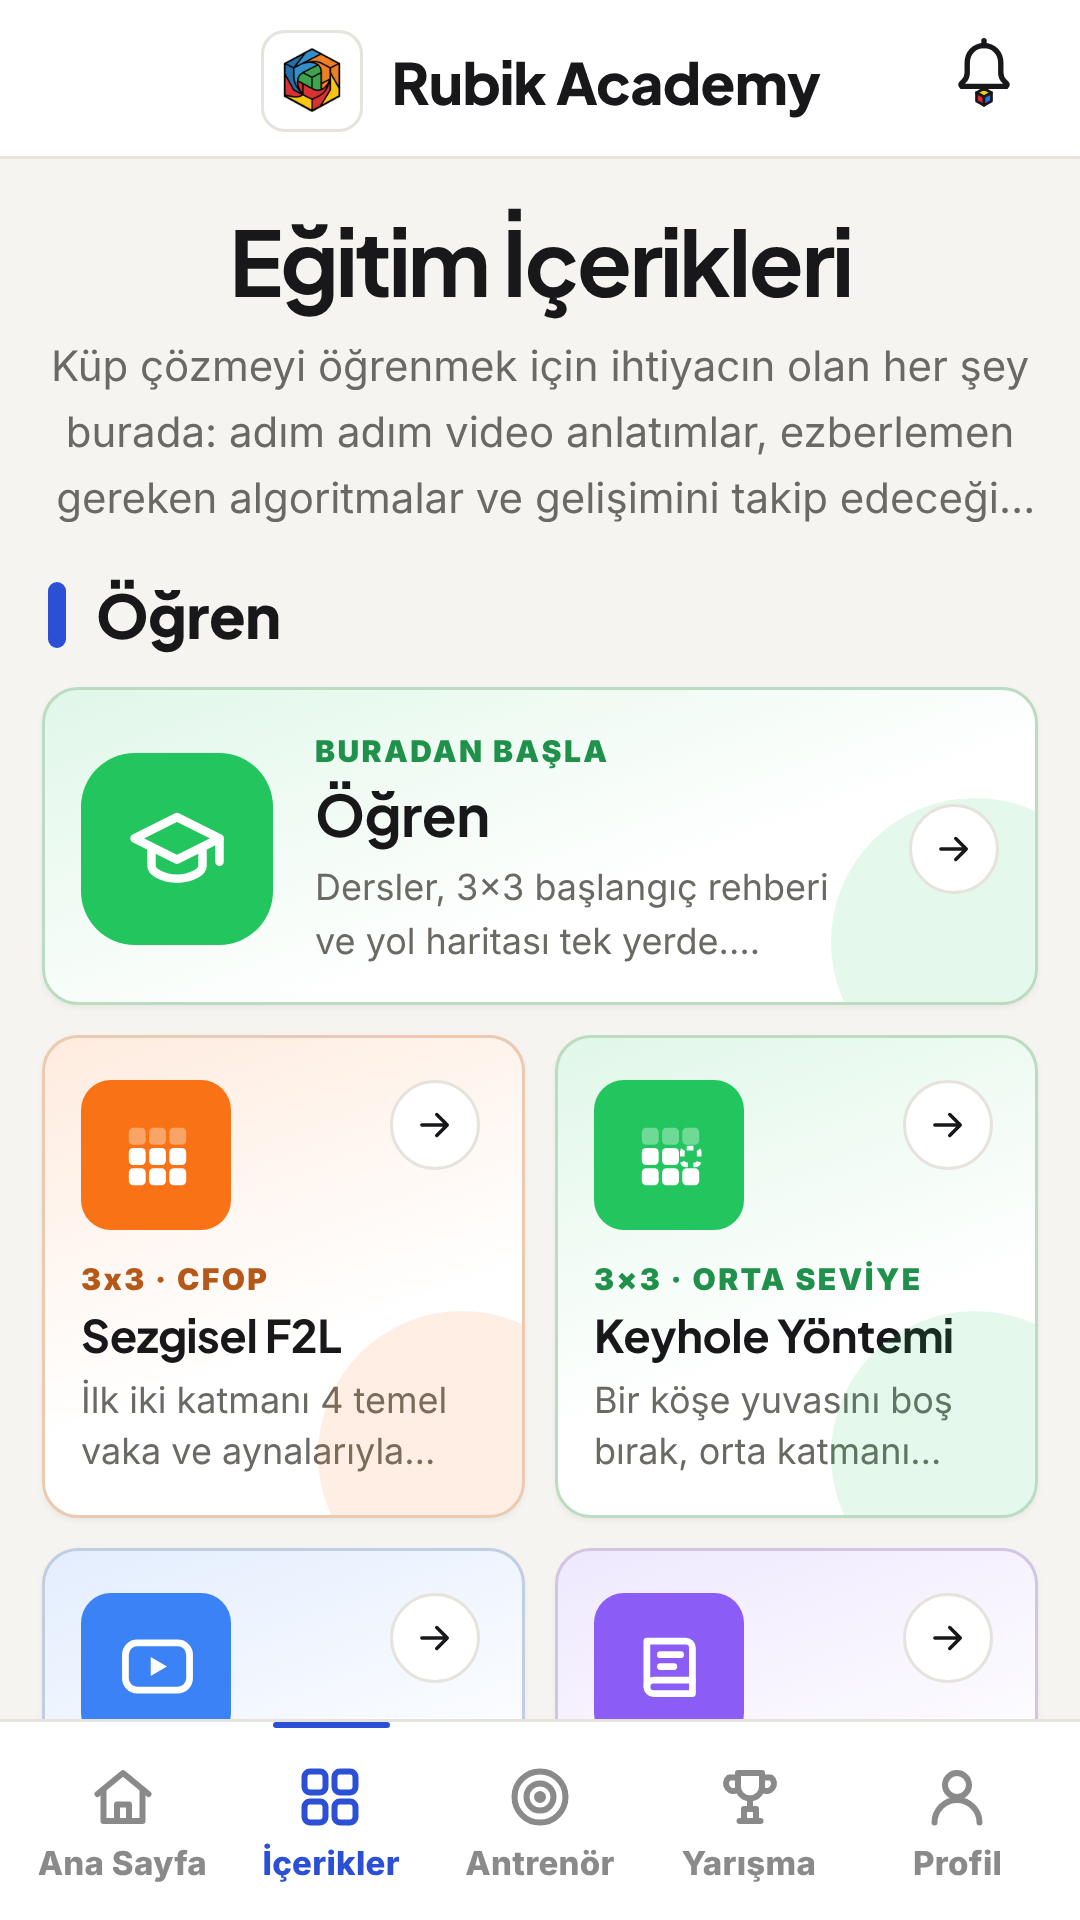 Rubik Academy
Eğitim İçerikleri
Küp çözmeyi öğrenmek için ihtiyacın olan her şey
burada: adım adım video anlatımlar, ezberlemen
gereken algoritmalar ve gelişimini takip edeceği...
Öğren
BURADAN BAŞLA
Öğren
Dersler, 3×3 başlangıç rehberi
ve yol haritası tek yerde....
3x3 · CFOP
Sezgisel F2L
İlk iki katmanı 4 temel
vaka ve aynalarıyla...
3×3 · ORTA SEVİYE
Keyhole Yöntemi
Bir köşe yuvasını boş
bırak, orta katmanı...
Ana Sayfa
İçerikler
Antrenör
Yarışma
Profil